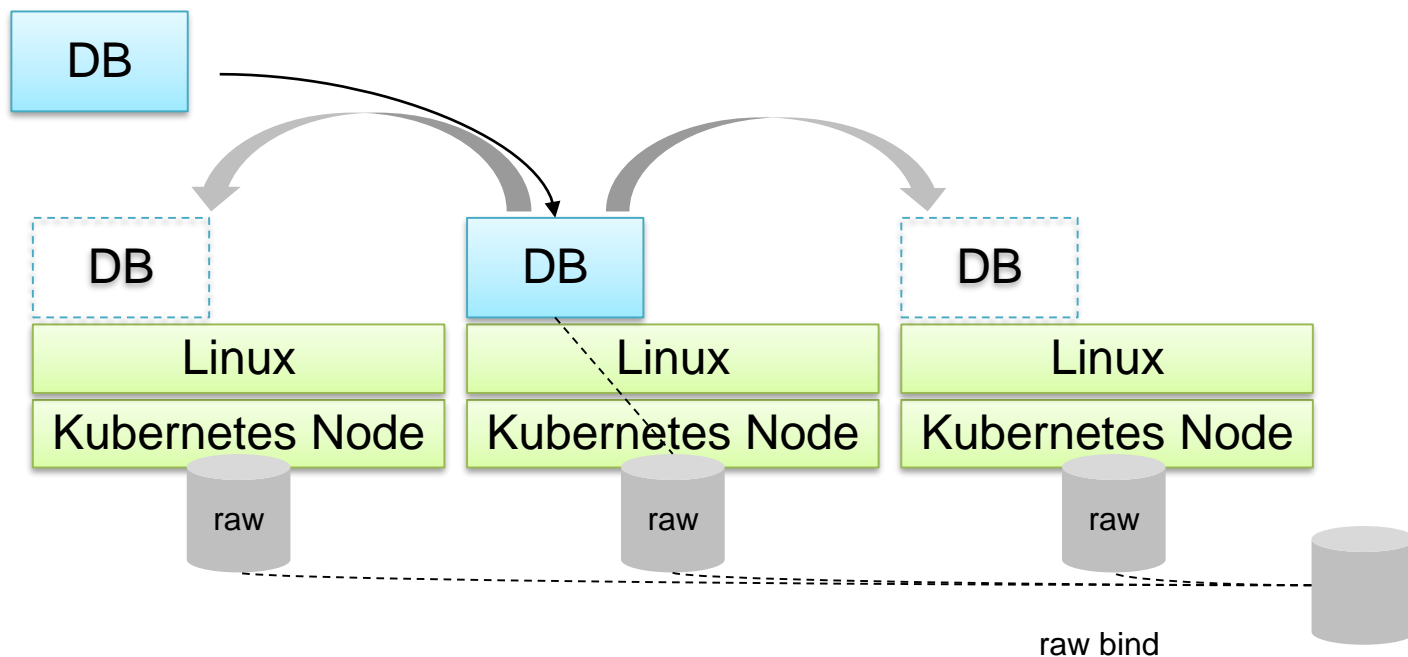 DB
DB
DB
DB
Linux
Linux
Linux
Kubernetes Node
Kubernetes Node
Kubernetes Node
raw
raw
raw
raw bind